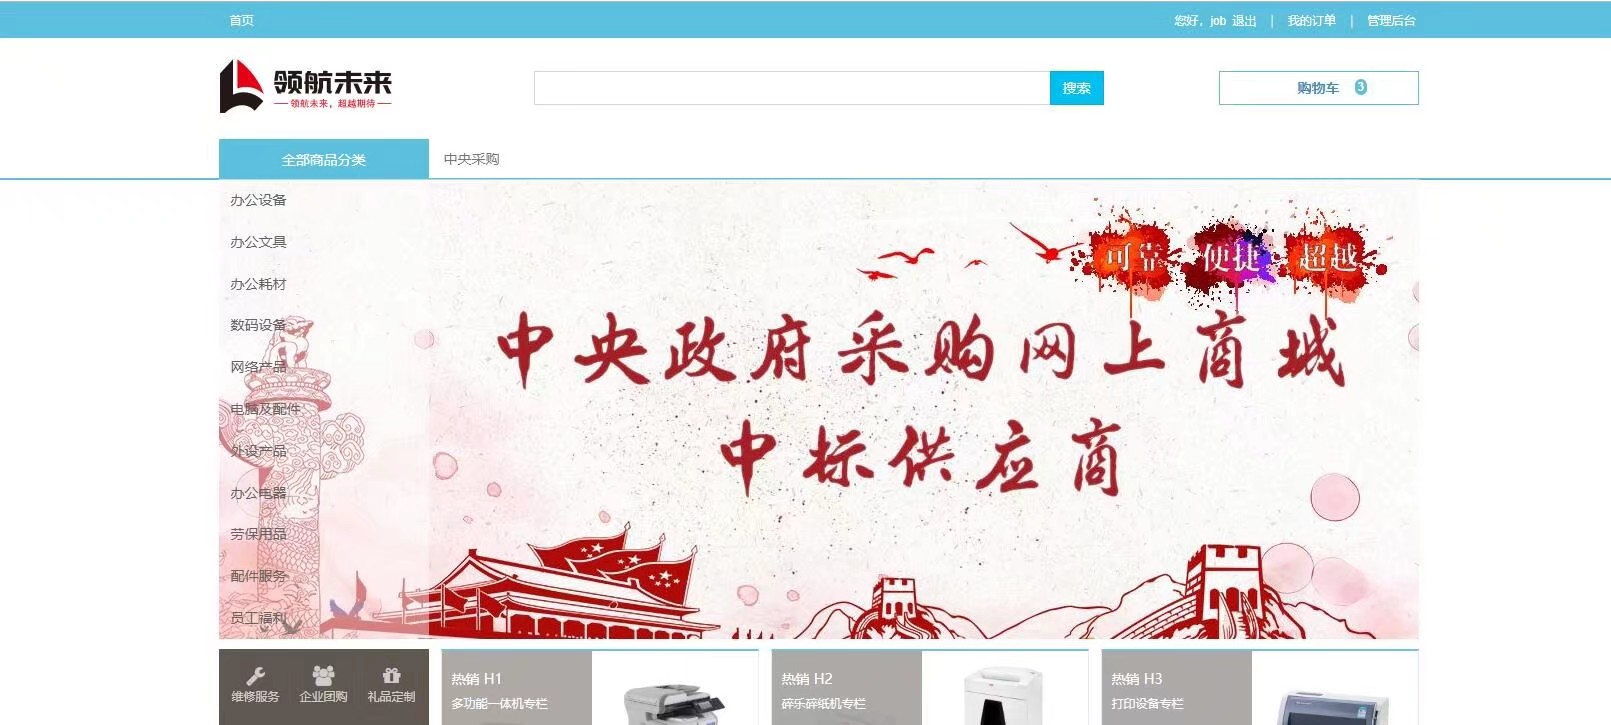 首页
您好，job 退出 | 我的订单 | 管理后台
领航未来
领航未来，超越期待
搜索
购物车 3
全部商品分类
中央采购
办公设备
办公文具
办公耗材
数码设备
网络产品
电脑及配件
外设产品
办公电器
劳保用品
配件服务
员工福利
可靠 便捷 超越
中央政府采购网上商城
中标供应商
维修服务 企业团购 礼品定制
热销 H1
多功能一体机专栏
热销 H2
碎乐碎纸机专栏
热销 H3
打印设备专栏